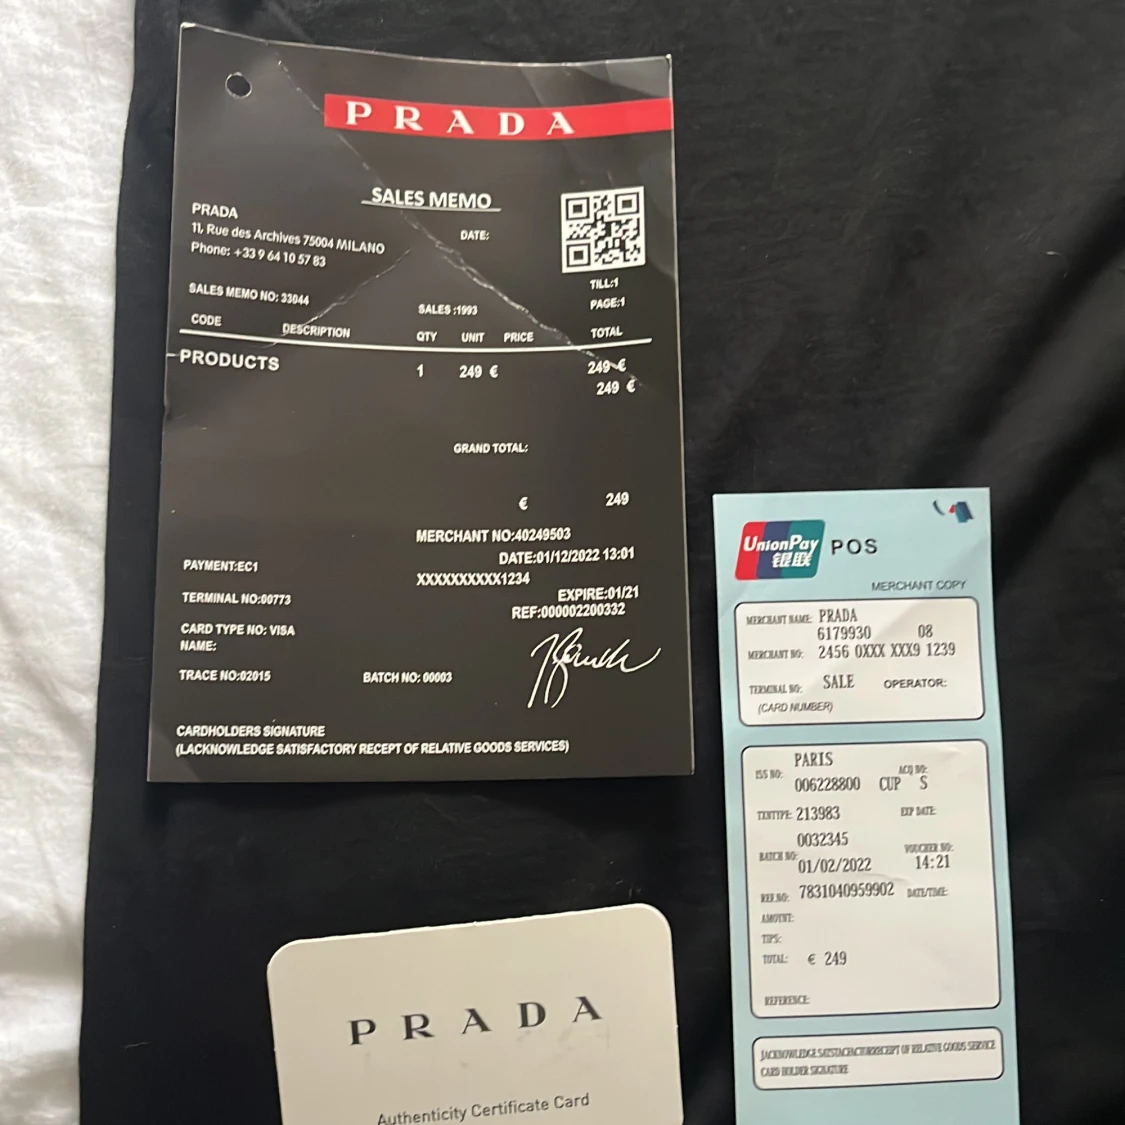 PRADA
SALES MEMO
PRADA
11, Rue des Archives 75004 MILANO
Phone: +33 9 64 10 57 83
DATE:
TILL:1
PAGE:1
SALES MEMO NO: 33044
SALES :1993
CODE DESCRIPTION QTY UNIT PRICE TOTAL
PRODUCTS 1 249 € 249 €
249 €
GRAND TOTAL:
€ 249
MERCHANT NO:40249503
DATE:01/12/2022 13:01
PAYMENT:EC1
XXXXXXXXXX1234
EXPIRE:01/21
TERMINAL NO:00773
REF:000002200332
CARD TYPE NO: VISA
NAME:
TRACE NO:02015 BATCH NO: 00003
CARDHOLDERS SIGNATURE
(LACKNOWLEDGE SATISFACTORY RECEPT OF RELATIVE GOODS SERVICES)
UnionPay
银联
POS
MERCHANT COPY
MERCHANT NAME: PRADA
6179930 08
MERCHANT NO: 2456 0XXX XXX9 1239
TERMINAL NO: SALE OPERATOR:
(CARD NUMBER)
PARIS
ISS NO: ACQ NO:
006228800 CUP S
TXNTYPE: 213983 EXP DATE:
0032345
BATCH NO: VOUCHER NO:
01/02/2022 14:21
REF.NO: 7831040959902 DATE/TIME:
AMOUNT:
TIPS:
TOTAL: € 249
REFERENCE:
CARD HOLDER SIGNATURE
PRADA
Authenticity Certificate Card